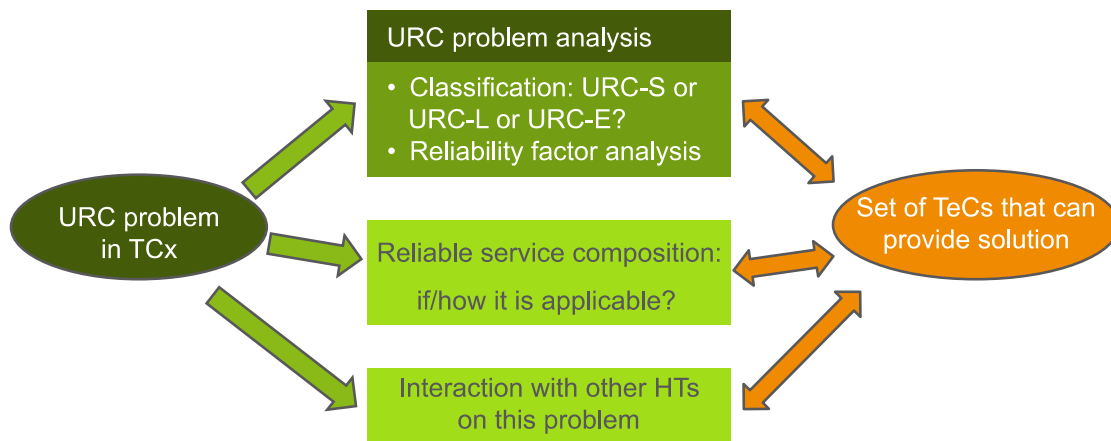 URC problem analysis
• Classification: URC-S or
URC-L or URC-E?
• Reliability factor analysis
URC problem
in TCx
Reliable service composition:
if/how it is applicable?
Set of TeCs that can
provide solution
Interaction with other HTs
on this problem